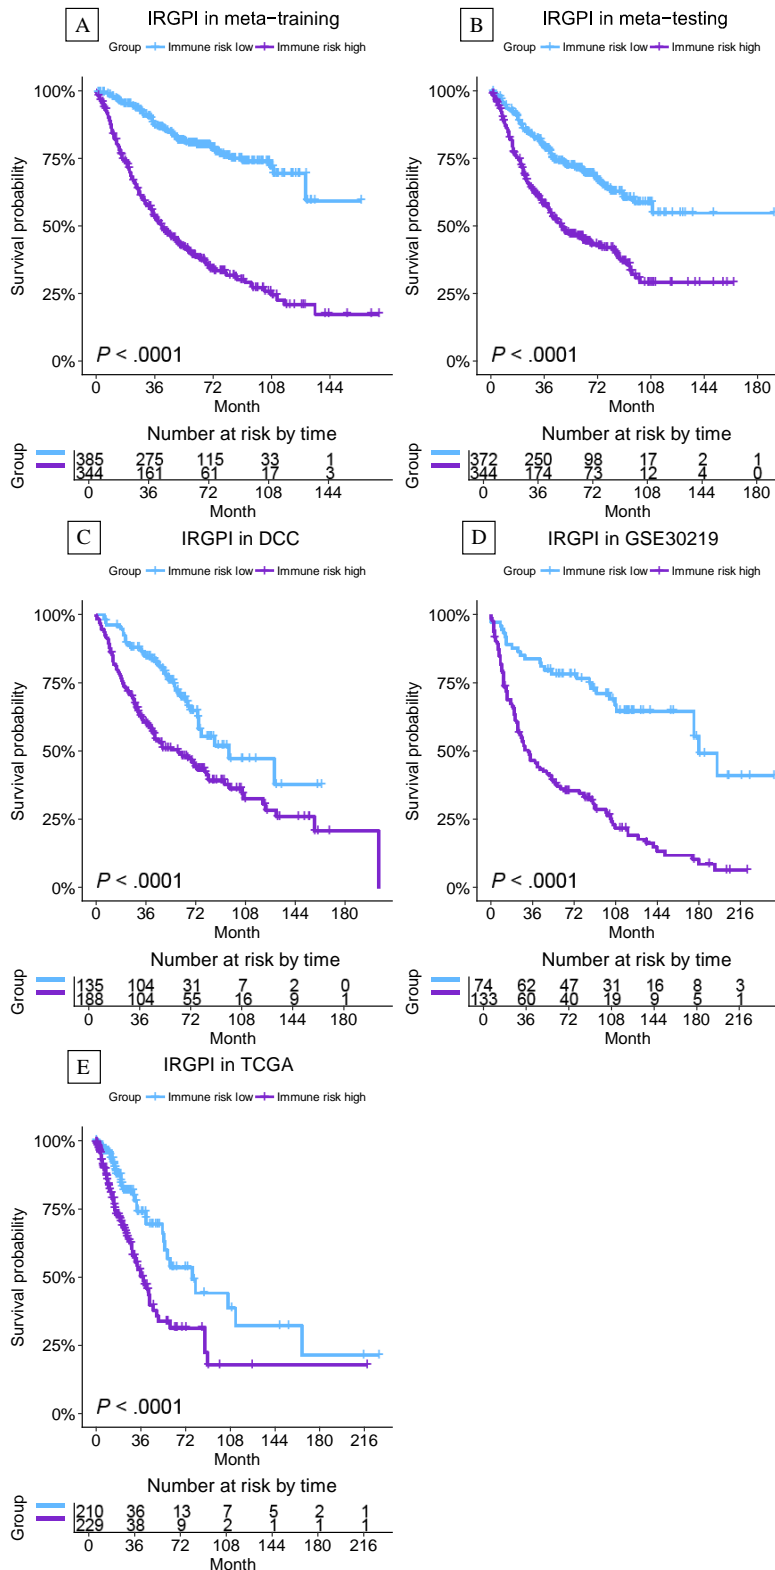 A IRGPI in meta-training
Group Immune risk low Immune risk high
100%
75%
50%
25%
0%
Survival probability
P < .0001
0 36 72 108 144
Month
Number at risk by time
Group
385 275 115 33 1
344 161 61 17 3
0 36 72 108 144
Month
B IRGPI in meta-testing
Group Immune risk low Immune risk high
100%
75%
50%
25%
0%
Survival probability
P < .0001
0 36 72 108 144 180
Month
Number at risk by time
Group
372 250 98 17 2 1
344 174 73 12 4 0
0 36 72 108 144 180
Month
C IRGPI in DCC
Group Immune risk low Immune risk high
100%
75%
50%
25%
0%
Survival probability
P < .0001
0 36 72 108 144 180
Month
Number at risk by time
Group
135 104 31 7 2 0
188 104 55 16 9 1
0 36 72 108 144 180
Month
D IRGPI in GSE30219
Group Immune risk low Immune risk high
100%
75%
50%
25%
0%
Survival probability
P < .0001
0 36 72 108 144 180 216
Month
Number at risk by time
Group
74 62 47 31 16 8 3
133 60 40 19 9 5 1
0 36 72 108 144 180 216
Month
E IRGPI in TCGA
Group Immune risk low Immune risk high
100%
75%
50%
25%
0%
Survival probability
P < .0001
0 36 72 108 144 180 216
Month
Number at risk by time
Group
210 36 13 7 5 2 1
229 38 9 2 1 1 1
0 36 72 108 144 180 216
Month